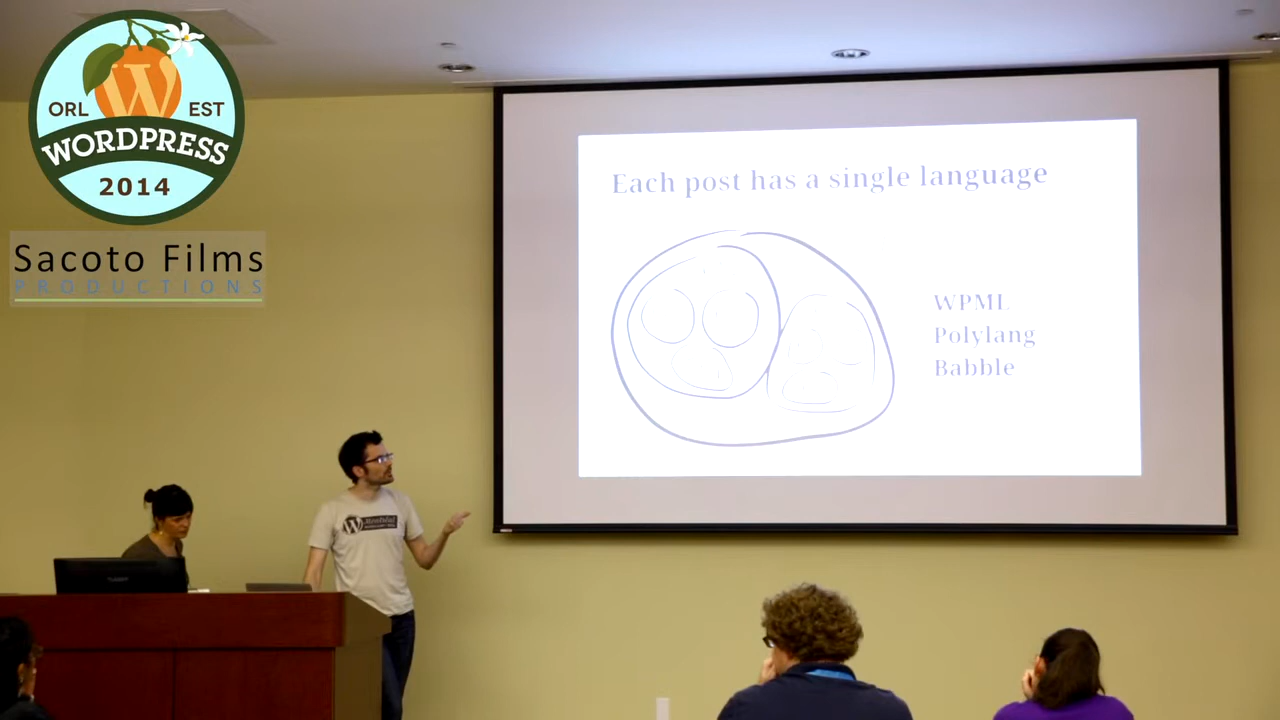 ORL EST
WORDPRESS
2014
Sacoto Films
PRODUCTIONS
Each post has a single language
WPML
Polylang
Babble